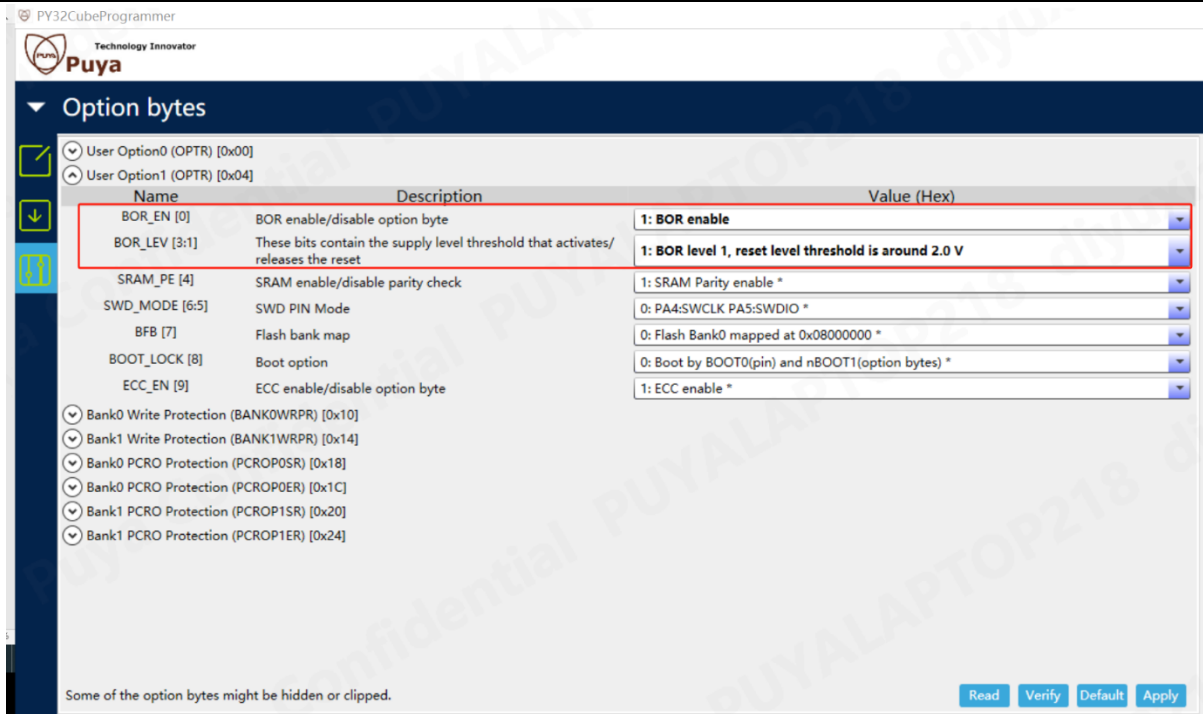 PY32CubeProgrammer
Technology Innovator
PUYA
Puya
Option bytes
User Option0 (OPTR) [0x00]
User Option1 (OPTR) [0x04]
Name Description Value (Hex)
BOR_EN [0] BOR enable/disable option byte 1: BOR enable
BOR_LEV [3:1] These bits contain the supply level threshold that activates/
releases the reset 1: BOR level 1, reset level threshold is around 2.0 V
SRAM_PE [4] SRAM enable/disable parity check 1: SRAM Parity enable *
SWD_MODE [6:5] SWD PIN Mode 0: PA4:SWCLK PA5:SWDIO *
BFB [7] Flash bank map 0: Flash Bank0 mapped at 0x08000000 *
BOOT_LOCK [8] Boot option 0: Boot by BOOT0(pin) and nBOOT1(option bytes) *
ECC_EN [9] ECC enable/disable option byte 1: ECC enable *
Bank0 Write Protection (BANK0WRPR) [0x10]
Bank1 Write Protection (BANK1WRPR) [0x14]
Bank0 PCRO Protection (PCROP0SR) [0x18]
Bank0 PCRO Protection (PCROP0ER) [0x1C]
Bank1 PCRO Protection (PCROP1SR) [0x20]
Bank1 PCRO Protection (PCROP1ER) [0x24]
Some of the option bytes might be hidden or clipped.
Read Verify Default Apply
Puya Confidential PUYALAPTOP218 diyu